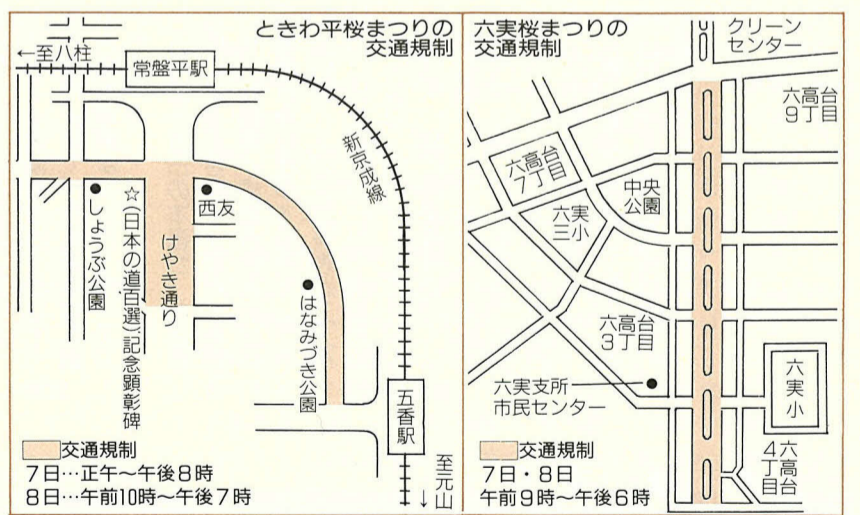 ときわ平桜まつりの
交通規制
←至八柱
常盤平駅
新京成線
西友
しょうぶ公園
☆(日本の道百選)記念顕彰碑
けやき通り
はなみづき公園
五香駅
至元山
↓
交通規制
7日…正午〜午後8時
8日…午前10時〜午後7時
六実桜まつりの
交通規制
クリーン
センター
六高台
9丁目
六高台
7丁目
中央
公園
六実
三小
六高台
3丁目
六実支所
市民センター
六実小
六高台
4丁目
交通規制
7日・8日
午前9時〜午後6時